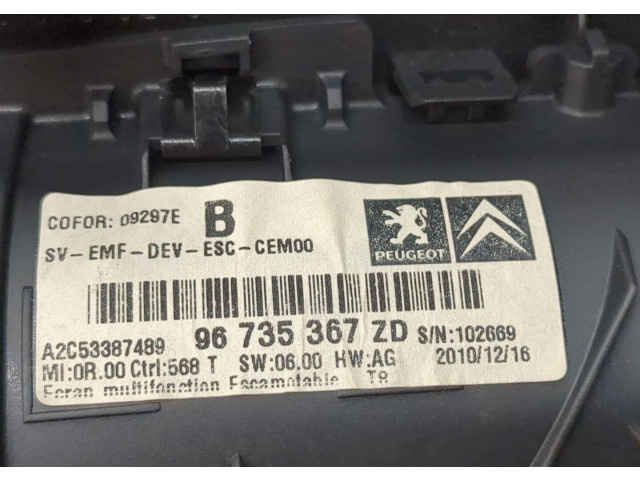 COFOR: 09297E B
SV-EMF-DEV-ESC-CEM00
PEUGEOT
96 735 367 ZD S/N:102669
A2C53387489
MI:0R.00 Ctrl:568 T SW:06.00 HW:AG 2010/12/16
Ecran multifonction Escamotable T8